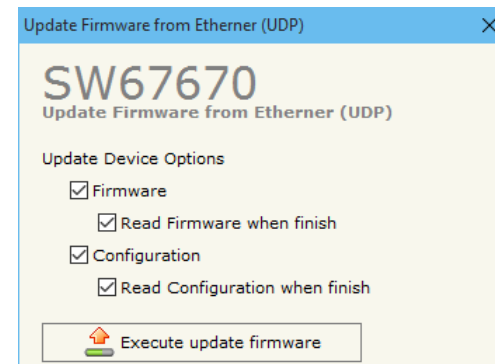 Update Firmware from Etherner (UDP)
SW67670
Update Firmware from Etherner (UDP)
Update Device Options
Firmware
Read Firmware when finish
Configuration
Read Configuration when finish
Execute update firmware